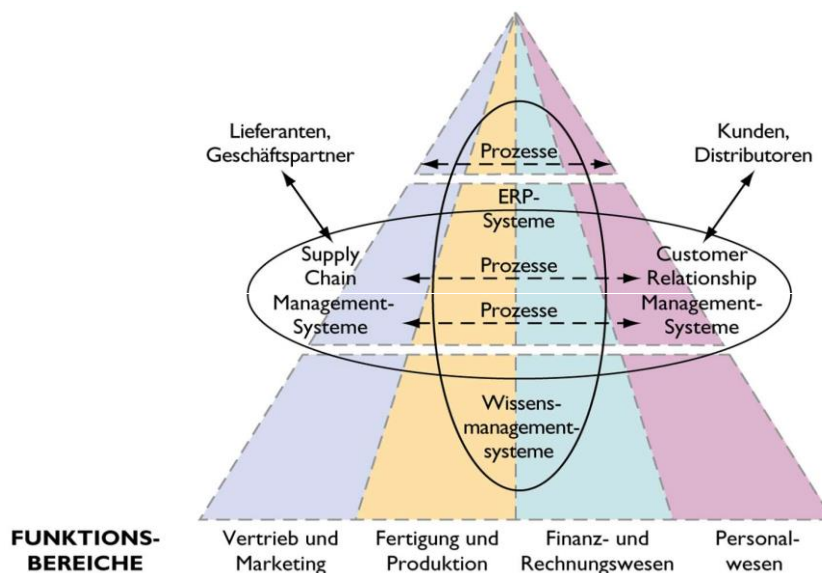 Lieferanten,
Geschäftspartner
Kunden,
Distributoren
Prozesse
ERP-
Systeme
Supply
Chain
Management-
Systeme
Prozesse
Prozesse
Customer
Relationship
Management-
Systeme
Wissens-
management-
systeme
FUNKTIONS-
BEREICHE
Vertrieb und
Marketing
Fertigung und
Produktion
Finanz- und
Rechnungswesen
Personal-
wesen